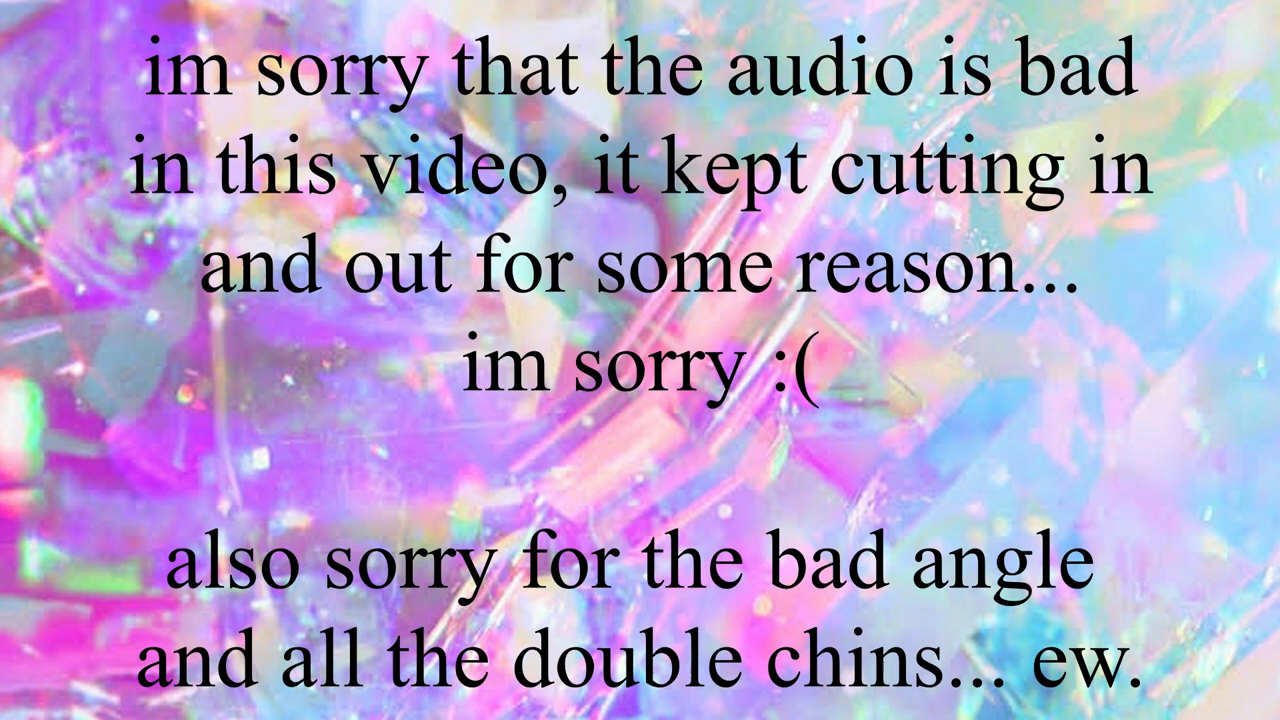 im sorry that the audio is bad
in this video, it kept cutting in
and out for some reason...
im sorry :(
also sorry for the bad angle
and all the double chins... ew.